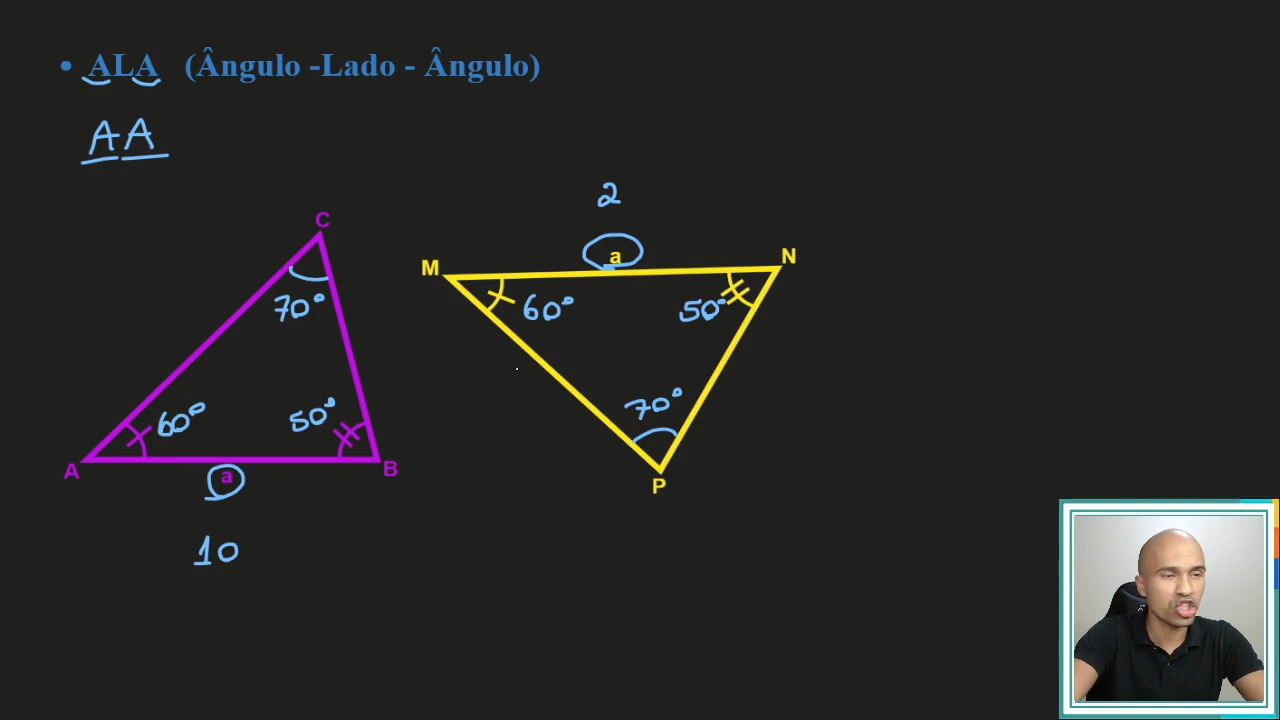 • ALA (Ângulo -Lado - Ângulo)
AA
2
C
M a N
70° 60° 50°
60° 50° 70°
A a B P
10